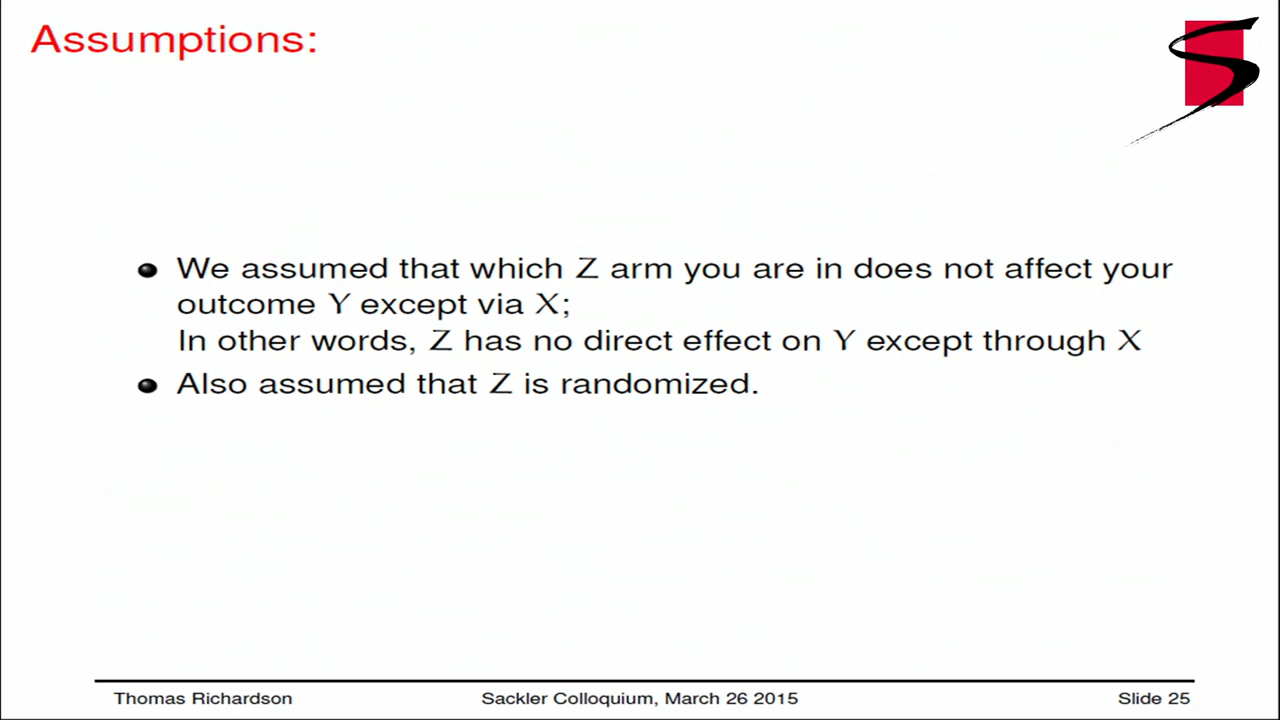 Assumptions:
We assumed that which Z arm you are in does not affect your
outcome Y except via X;
In other words, Z has no direct effect on Y except through X
Also assumed that Z is randomized.
Thomas Richardson Sackler Colloquium, March 26 2015 Slide 25